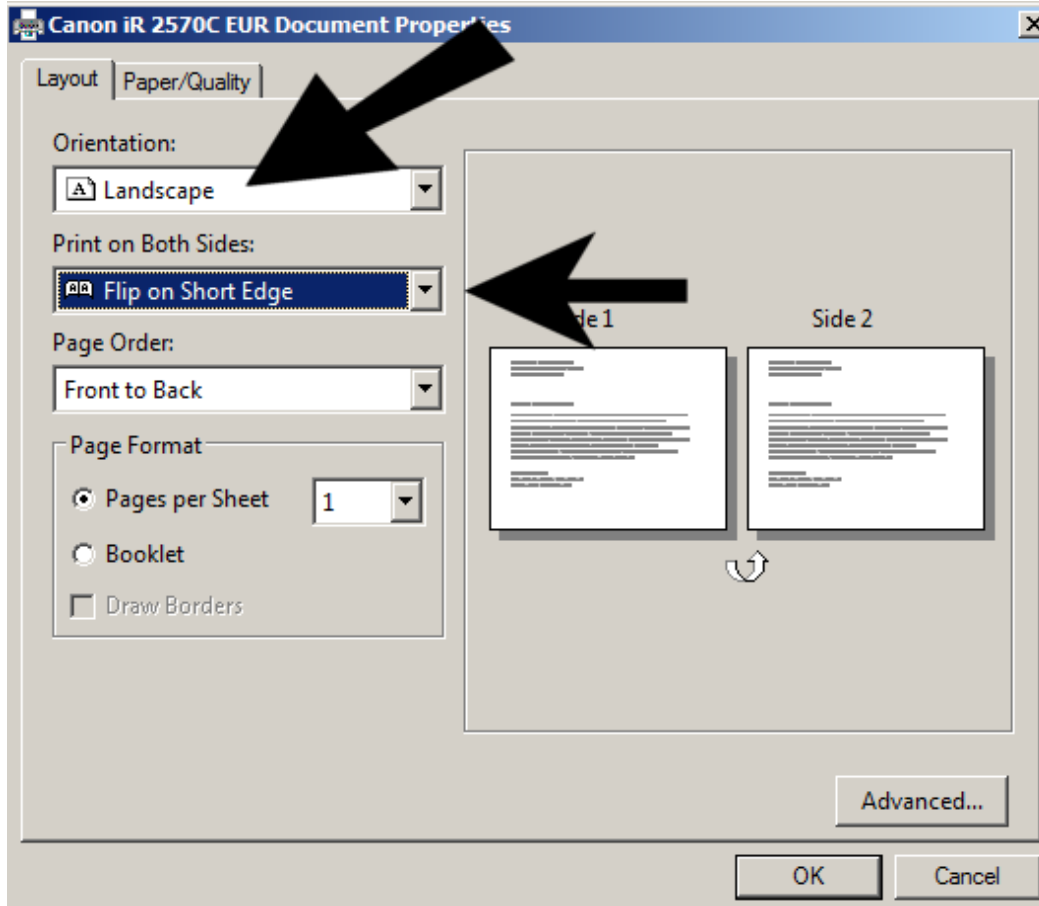 Canon iR 2570C EUR Document Properties
Layout
Paper/Quality
Orientation:
Landscape
Print on Both Sides:
Flip on Short Edge
Page Order:
Front to Back
Page Format
Pages per Sheet
1
Booklet
Draw Borders
de 1
Side 2
Advanced...
OK
Cancel